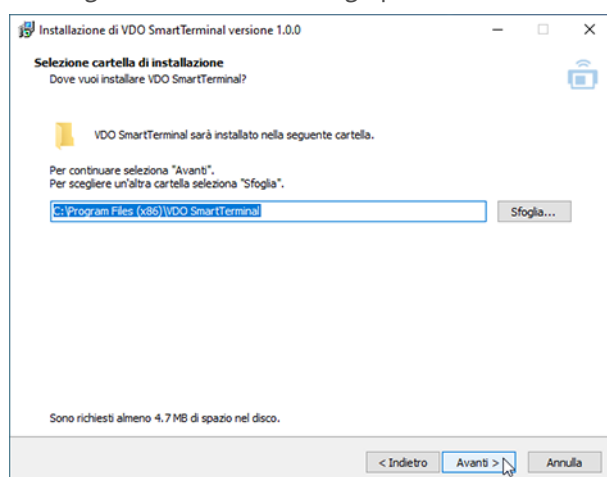 Installazione di VDO SmartTerminal versione 1.0.0
Selezione cartella di installazione
Dove vuoi installare VDO SmartTerminal?
VDO SmartTerminal sarà installato nella seguente cartella.
Per continuare seleziona "Avanti".
Per scegliere un'altra cartella seleziona "Sfoglia".
C:\Program Files (x86)\VDO SmartTerminal
Sfoglia...
Sono richiesti almeno 4.7 MB di spazio nel disco.
< Indietro
Avanti >
Annulla